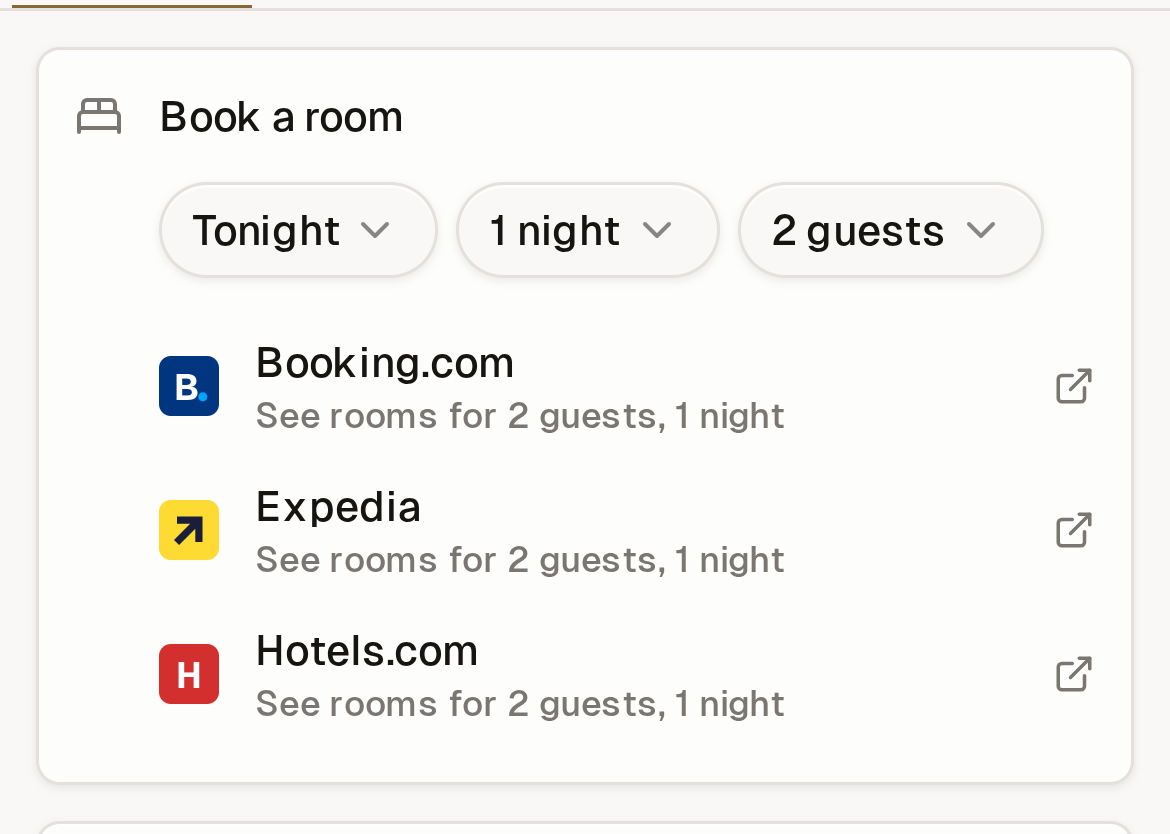 Book a room
Tonight 1 night 2 guests
B.
Booking.com
See rooms for 2 guests, 1 night
Expedia
See rooms for 2 guests, 1 night
H
Hotels.com
See rooms for 2 guests, 1 night